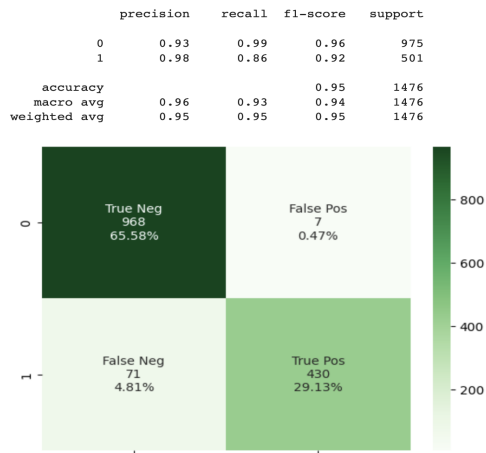 precision recall f1-score support
0 0.93 0.99 0.96 975
1 0.98 0.86 0.92 501
accuracy 0.95 1476
macro avg 0.96 0.93 0.94 1476
weighted avg 0.95 0.95 0.95 1476
True Neg
968
65.58%
False Pos
7
0.47%
False Neg
71
4.81%
True Pos
430
29.13%
0
1
800
600
400
200